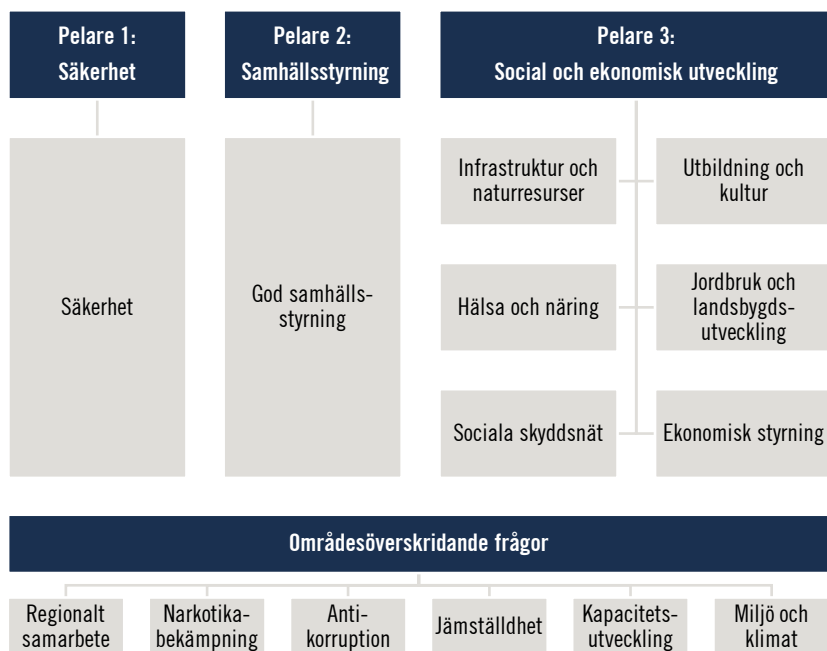 Pelare 1:
Säkerhet
Pelare 2:
Samhällsstyrning
Pelare 3:
Social och ekonomisk utveckling
Säkerhet
God samhälls-
styrning
Infrastruktur och
naturresurser
Utbildning och
kultur
Hälsa och näring
Jordbruk och
landsbygds-
utveckling
Sociala skyddsnät
Ekonomisk styrning
Områdesöverskridande frågor
Regionalt
samarbete
Narkotika-
bekämpning
Anti-
korruption
Jämställdhet
Kapacitets-
utveckling
Miljö och
klimat